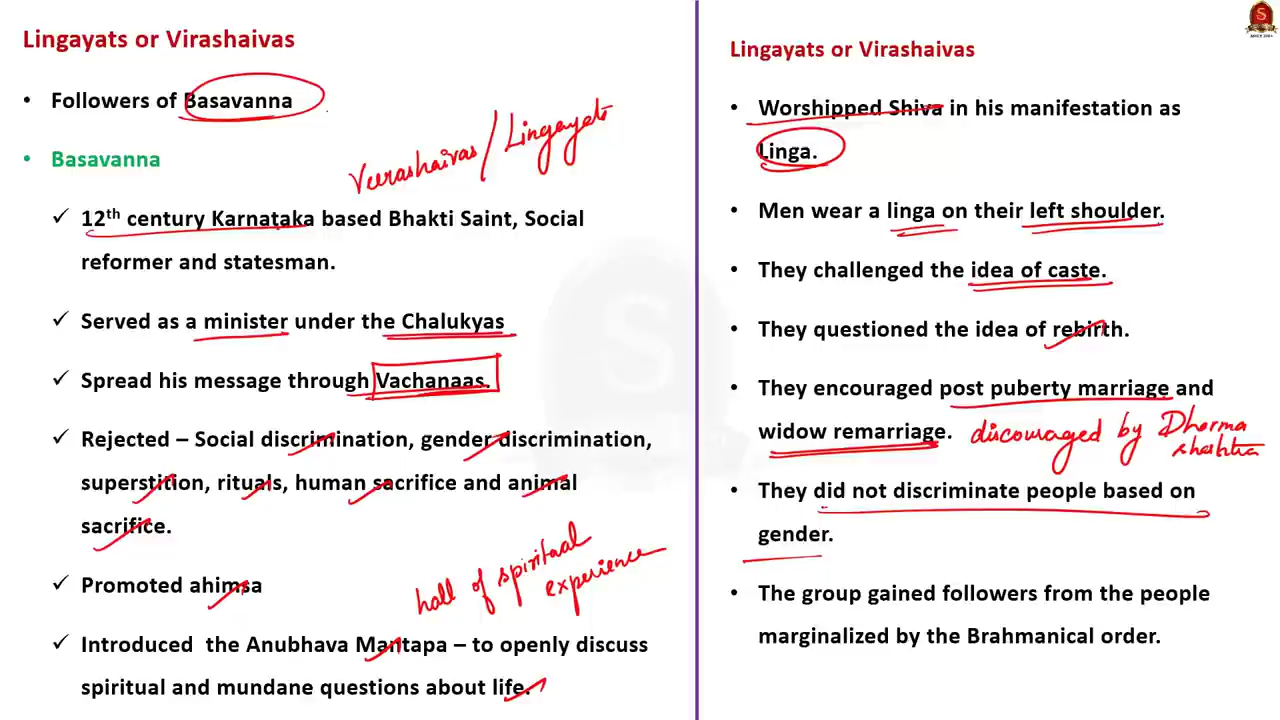 Lingayats or Virashaivas
• Followers of Basavanna
Veerashaivas / Lingayats
• Basavanna
✓ 12th century Karnataka based Bhakti Saint, Social
reformer and statesman.
✓ Served as a minister under the Chalukyas
✓ Spread his message through Vachanaas.
✓ Rejected – Social discrimination, gender discrimination,
superstition, rituals, human sacrifice and animal
sacrifice.
✓ Promoted ahimsa
hall of spiritual
experience
✓ Introduced the Anubhava Mantapa – to openly discuss
spiritual and mundane questions about life.
Lingayats or Virashaivas
• Worshipped Shiva in his manifestation as
Linga.
• Men wear a linga on their left shoulder.
• They challenged the idea of caste.
• They questioned the idea of rebirth.
• They encouraged post puberty marriage and
widow remarriage. discouraged by Dharma
shashtra
• They did not discriminate people based on
gender.
• The group gained followers from the people
marginalized by the Brahmanical order.
S